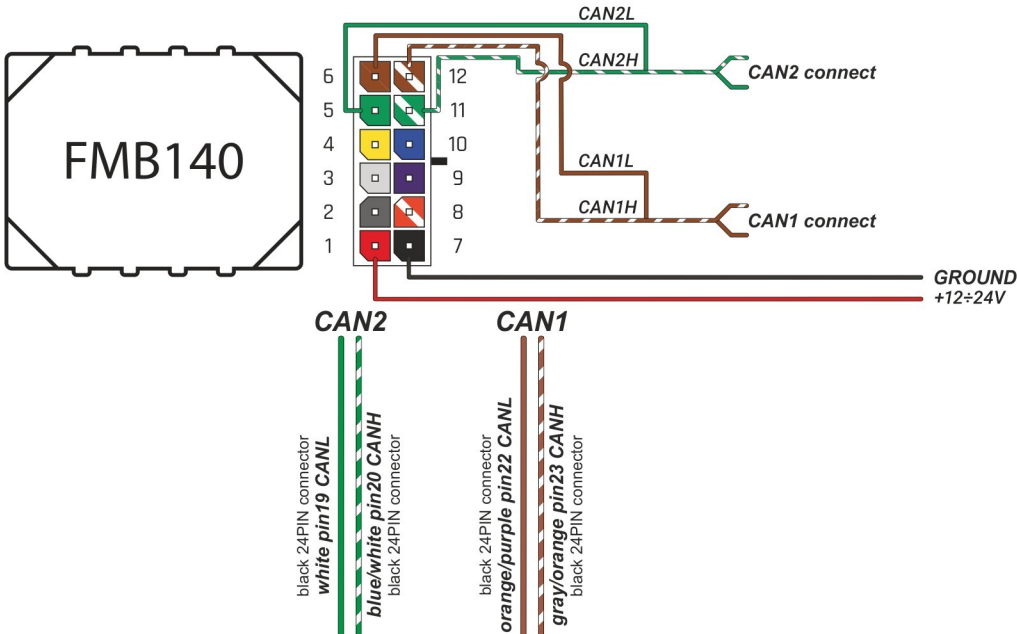 CAN2L
FMB140
6
12
CAN2H
CAN2 connect
5
11
4
10
3
9
CAN1L
2
8
CAN1H
CAN1 connect
1
7
GROUND
+12÷24V
CAN2
CAN1
black 24PIN connector
white pin19 CANL
blue/white pin20 CANH
black 24PIN connector
black 24PIN connector
orange/purple pin22 CANL
gray/orange pin23 CANH
black 24PIN connector